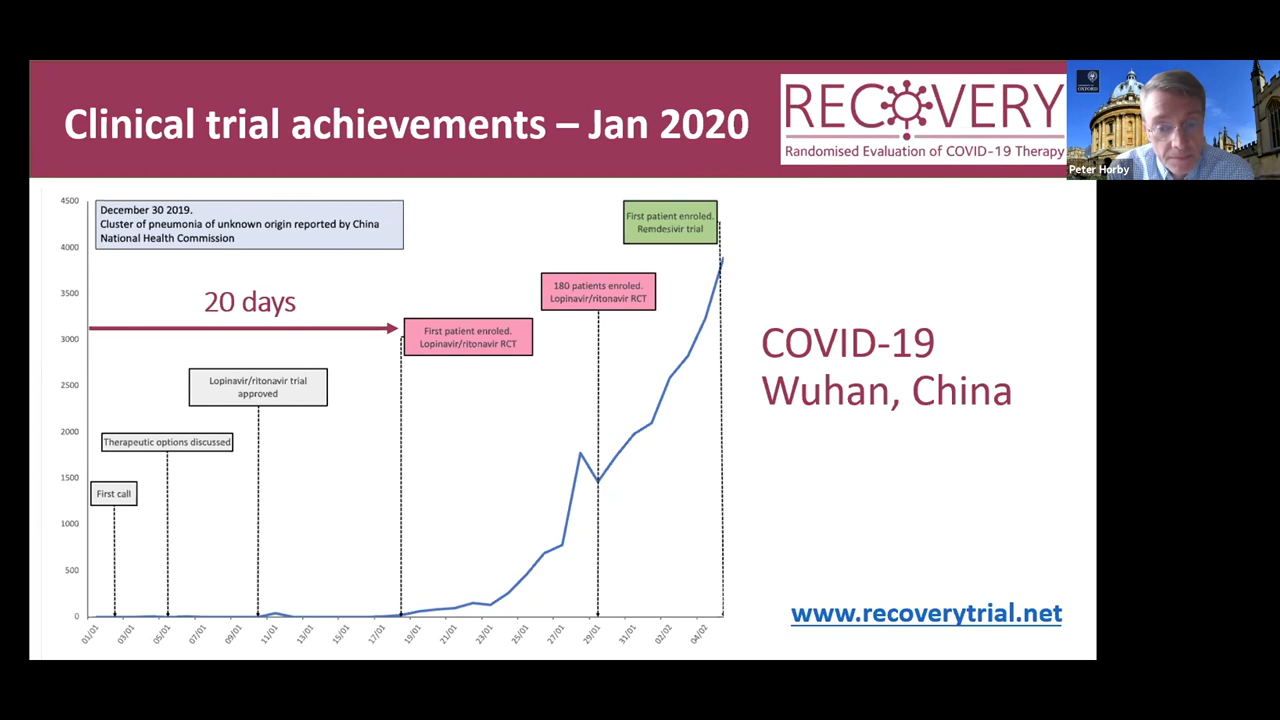 Clinical trial achievements – Jan 2020
RECOVERY
Randomised Evaluation of COVID-19 Therapy
UNIVERSITY OF
OXFORD
Peter Horby
December 30 2019.
Cluster of pneumonia of unknown origin reported by China
National Health Commission
20 days
First call
Therapeutic options discussed
Lopinavir/ritonavir trial
approved
First patient enroled.
Lopinavir/ritonavir RCT
180 patients enroled.
Lopinavir/ritonavir RCT
First patient enroled.
Remdesivir trial
4500
4000
3500
3000
2500
2000
1500
1000
500
0
01/01
03/01
05/01
07/01
09/01
11/01
13/01
15/01
17/01
19/01
21/01
23/01
25/01
27/01
29/01
31/01
02/02
04/02
COVID-19
Wuhan, China
www.recoverytrial.net